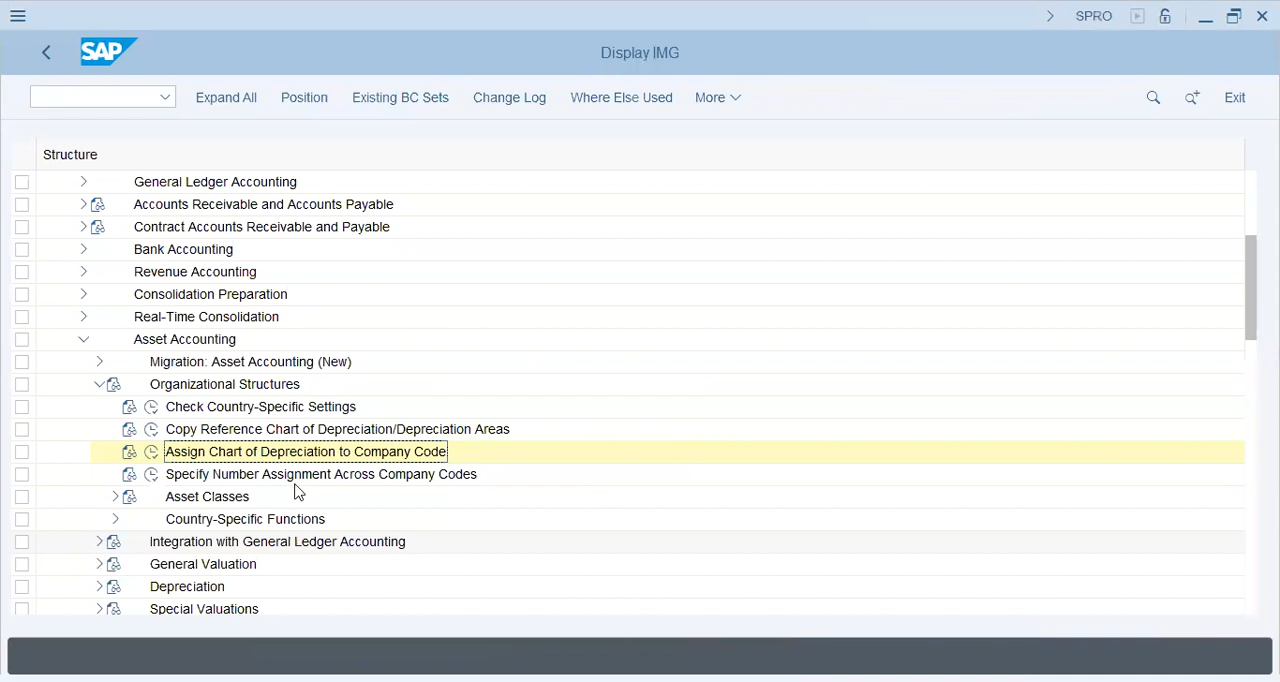 SPRO
SAP
Display IMG
Expand All Position Existing BC Sets Change Log Where Else Used More Exit
Structure
General Ledger Accounting
Accounts Receivable and Accounts Payable
Contract Accounts Receivable and Payable
Bank Accounting
Revenue Accounting
Consolidation Preparation
Real-Time Consolidation
Asset Accounting
Migration: Asset Accounting (New)
Organizational Structures
Check Country-Specific Settings
Copy Reference Chart of Depreciation/Depreciation Areas
Assign Chart of Depreciation to Company Code
Specify Number Assignment Across Company Codes
Asset Classes
Country-Specific Functions
Integration with General Ledger Accounting
General Valuation
Depreciation
Special Valuations